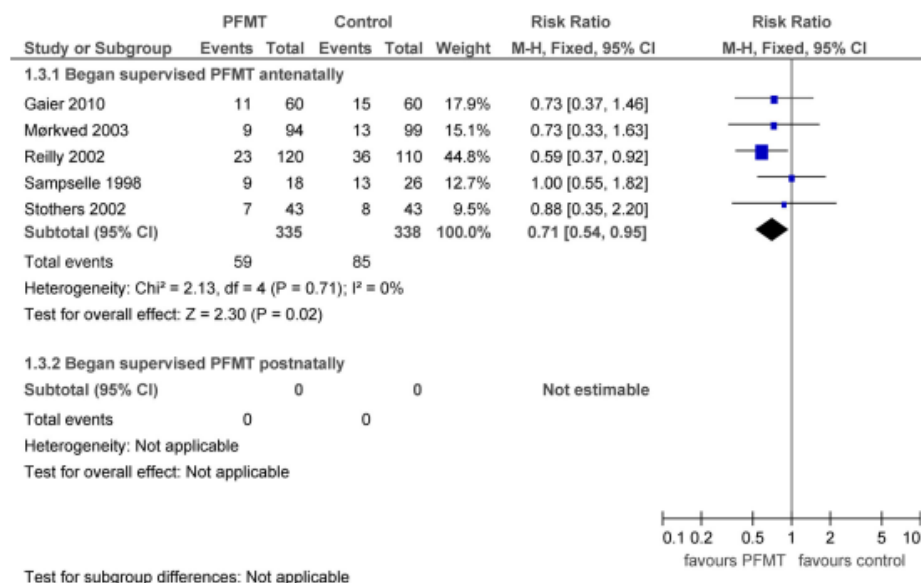 PFMT Control Risk Ratio Risk Ratio
Study or Subgroup Events Total Events Total Weight M-H, Fixed, 95% CI M-H, Fixed, 95% CI
1.3.1 Began supervised PFMT antenatally
Gaier 2010 11 60 15 60 17.9% 0.73 [0.37, 1.46]
Mørkved 2003 9 94 13 99 15.1% 0.73 [0.33, 1.63]
Reilly 2002 23 120 36 110 44.8% 0.59 [0.37, 0.92]
Sampselle 1998 9 18 13 26 12.7% 1.00 [0.55, 1.82]
Stothers 2002 7 43 8 43 9.5% 0.88 [0.35, 2.20]
Subtotal (95% CI) 335 338 100.0% 0.71 [0.54, 0.95]
Total events 59 85
Heterogeneity: Chi² = 2.13, df = 4 (P = 0.71); I² = 0%
Test for overall effect: Z = 2.30 (P = 0.02)
1.3.2 Began supervised PFMT postnatally
Subtotal (95% CI) 0 0 Not estimable
Total events 0 0
Heterogeneity: Not applicable
Test for overall effect: Not applicable
0.1 0.2 0.5 1 2 5 10
favours PFMT favours control
Test for subgroup differences: Not applicable